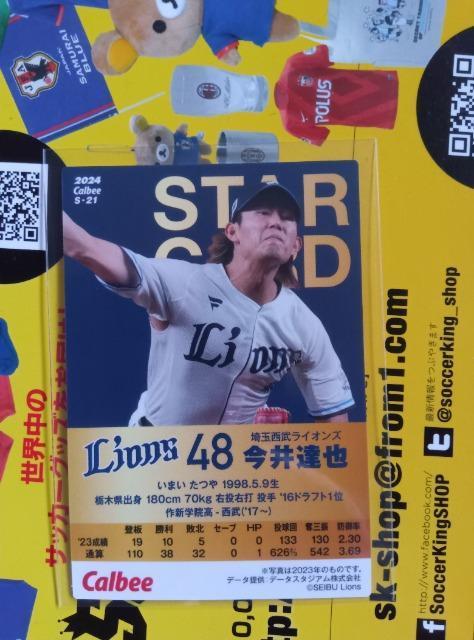 JAPAN
SAMURAI
BLUE
POLUS
2024
Calbee
S-21
STAR
CARD
Lions
Lions 48 埼玉西武ライオンズ
今井達也
いまい たつや 1998.5.9生
栃木県出身 180cm 70kg 右投右打 投手 '16ドラフト1位
作新学院高-西武('17~)
登板 勝利 敗北 セーブ HP 投球回 奪三振 防御率
'23成績 19 10 5 0 0 133 130 2.30
通算 110 38 32 0 1 626⅔ 542 3.69
Calbee
※写真は2023年のものです。
データ提供:データスタジアム株式会社
©SEIBU Lions
世界中の
サッカーグッズを
sk-shop@from1.com
最新情報をつぶやきます
@soccerking_shop
http://www.facebook.com/
SoccerKingSHOP